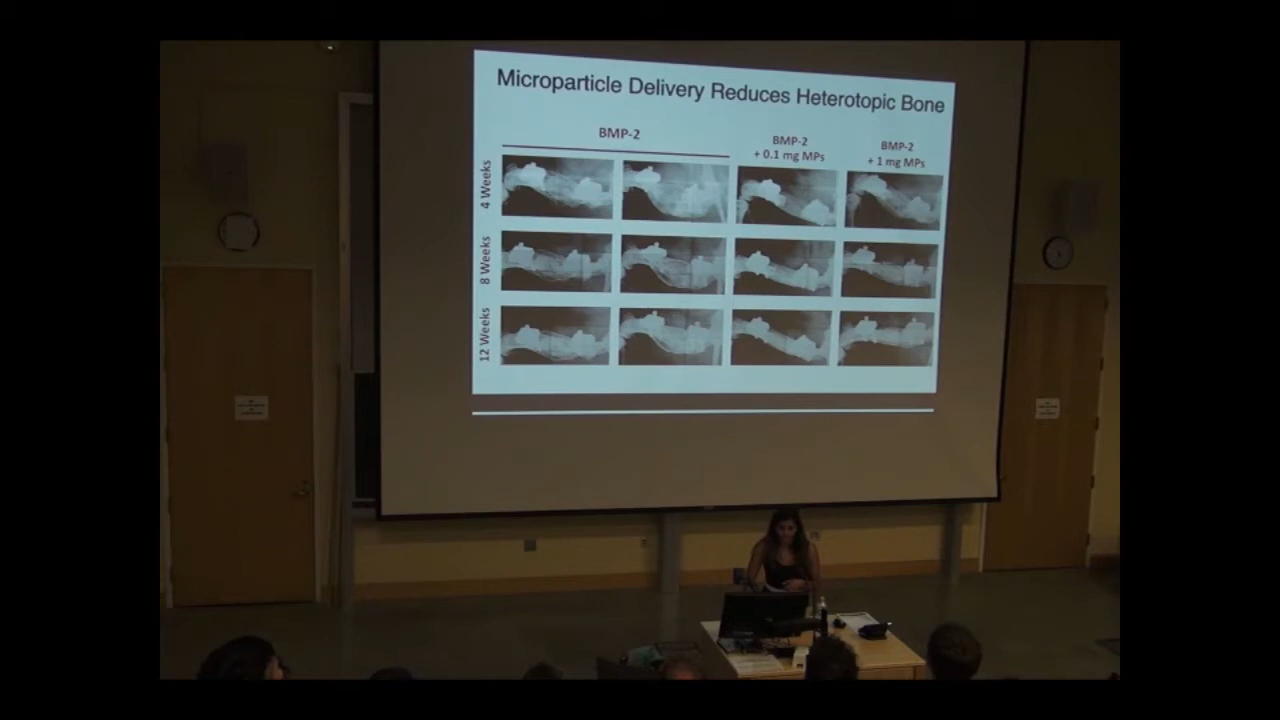 Microparticle Delivery Reduces Heterotopic Bone
BMP-2
BMP-2
+ 0.1 mg MPs
BMP-2
+ 1 mg MPs
4 Weeks
8 Weeks
12 Weeks